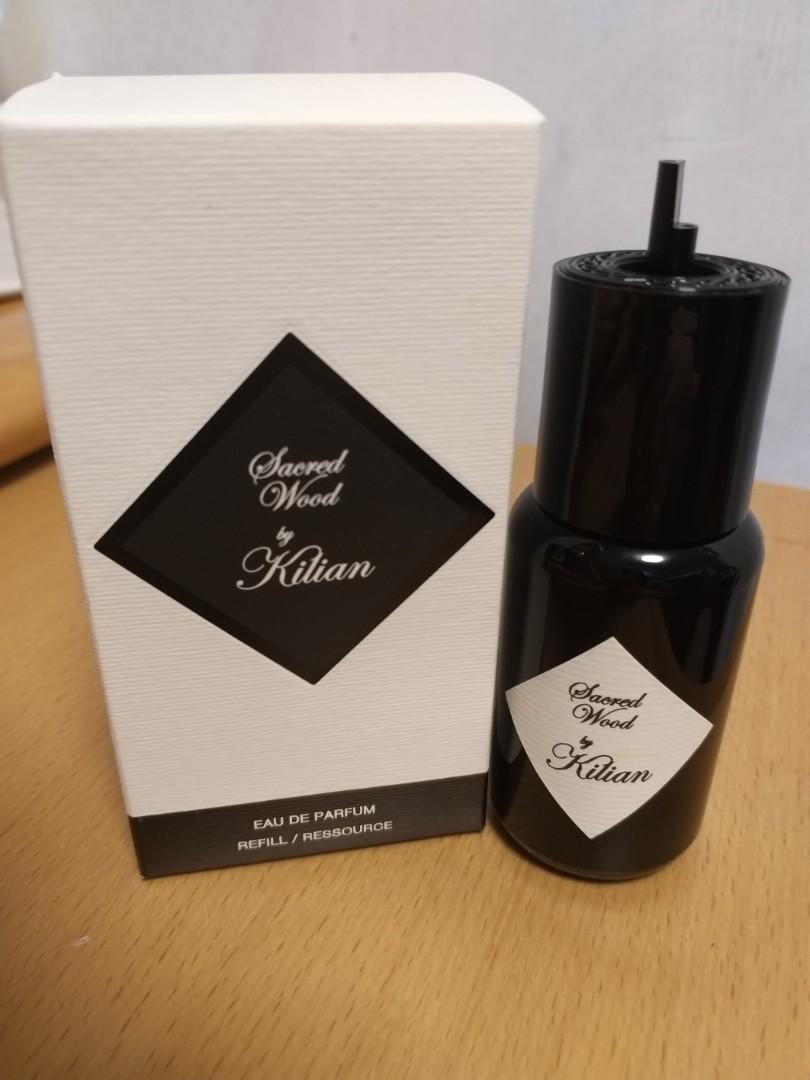 Sacred
Wood
by
Kilian
EAU DE PARFUM
REFILL / RESSOURCE
Sacred
Wood
by
Kilian